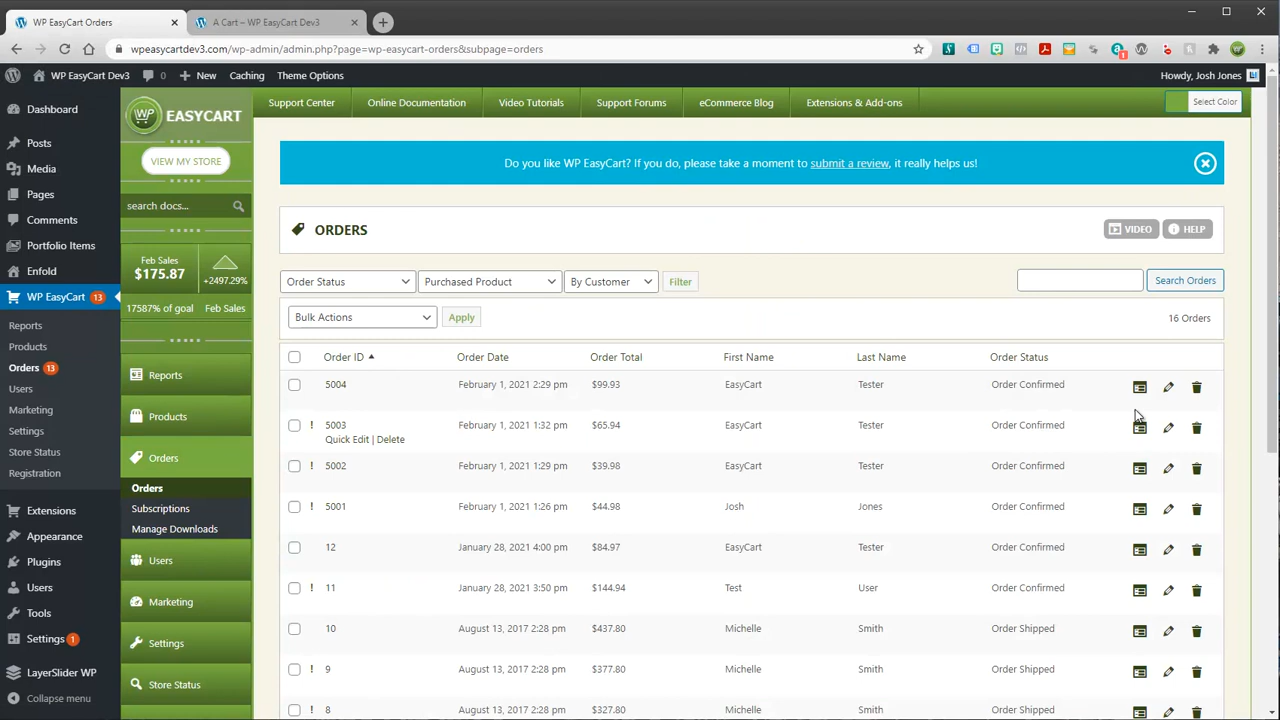 WP EasyCart Orders × A Cart – WP EasyCart Dev3 × +
wpeasycartdev3.com/wp-admin/admin.php?page=wp-easycart-orders&subpage=orders
WP EasyCart Dev3 New Caching Theme Options Howdy, Josh Jones
Dashboard
Posts
Media
Pages
Comments
Portfolio Items
Enfold
WP EasyCart 13
Reports
Products
Orders 13
Users
Marketing
Settings
Store Status
Registration
Extensions
Appearance
Plugins
Users
Tools
Settings 1
LayerSlider WP
Collapse menu
WP EASYCART
VIEW MY STORE
search docs...
Feb Sales
$175.87 +2497.29%
17587% of goal Feb Sales
Reports
Products
Orders
Orders
Subscriptions
Manage Downloads
Users
Marketing
Settings
Store Status
Support Center Online Documentation Video Tutorials Support Forums eCommerce Blog Extensions & Add-ons Select Color
Do you like WP EasyCart? If you do, please take a moment to submit a review, it really helps us!
ORDERS VIDEO HELP
Order Status Purchased Product By Customer Filter Search Orders
Bulk Actions Apply 16 Orders
Order ID Order Date Order Total First Name Last Name Order Status
5004 February 1, 2021 2:29 pm $99.93 EasyCart Tester Order Confirmed
! 5003 February 1, 2021 1:32 pm $65.94 EasyCart Tester Order Confirmed
Quick Edit | Delete
! 5002 February 1, 2021 1:29 pm $39.98 EasyCart Tester Order Confirmed
! 5001 February 1, 2021 1:26 pm $44.98 Josh Jones Order Confirmed
! 12 January 28, 2021 4:00 pm $84.97 EasyCart Tester Order Confirmed
! 11 January 28, 2021 3:50 pm $144.94 Test User Order Confirmed
! 10 August 13, 2017 2:28 pm $437.80 Michelle Smith Order Shipped
! 9 August 13, 2017 2:28 pm $377.80 Michelle Smith Order Shipped
! 8 August 13, 2017 2:28 pm $327.80 Michelle Smith Order Shipped